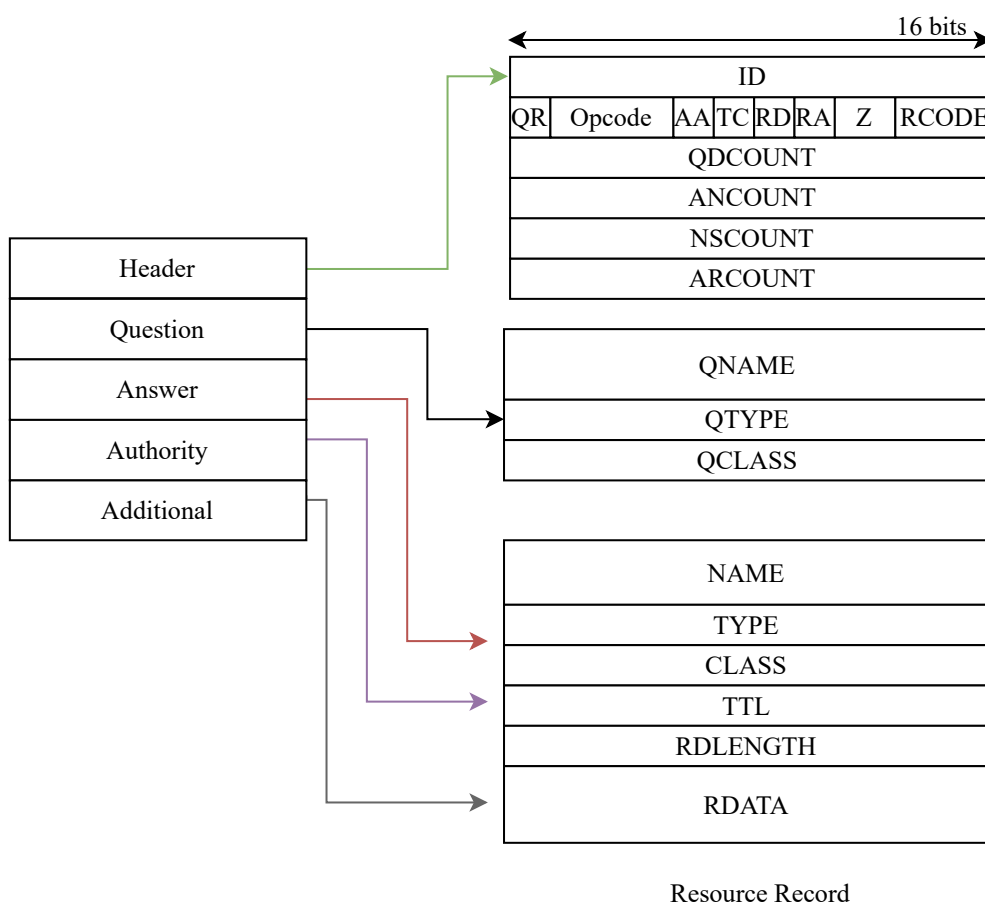 16 bits
ID
QR Opcode AA TC RD RA Z RCODE
QDCOUNT
ANCOUNT
NSCOUNT
ARCOUNT
Header
Question
Answer
Authority
Additional
QNAME
QTYPE
QCLASS
NAME
TYPE
CLASS
TTL
RDLENGTH
RDATA
Resource Record